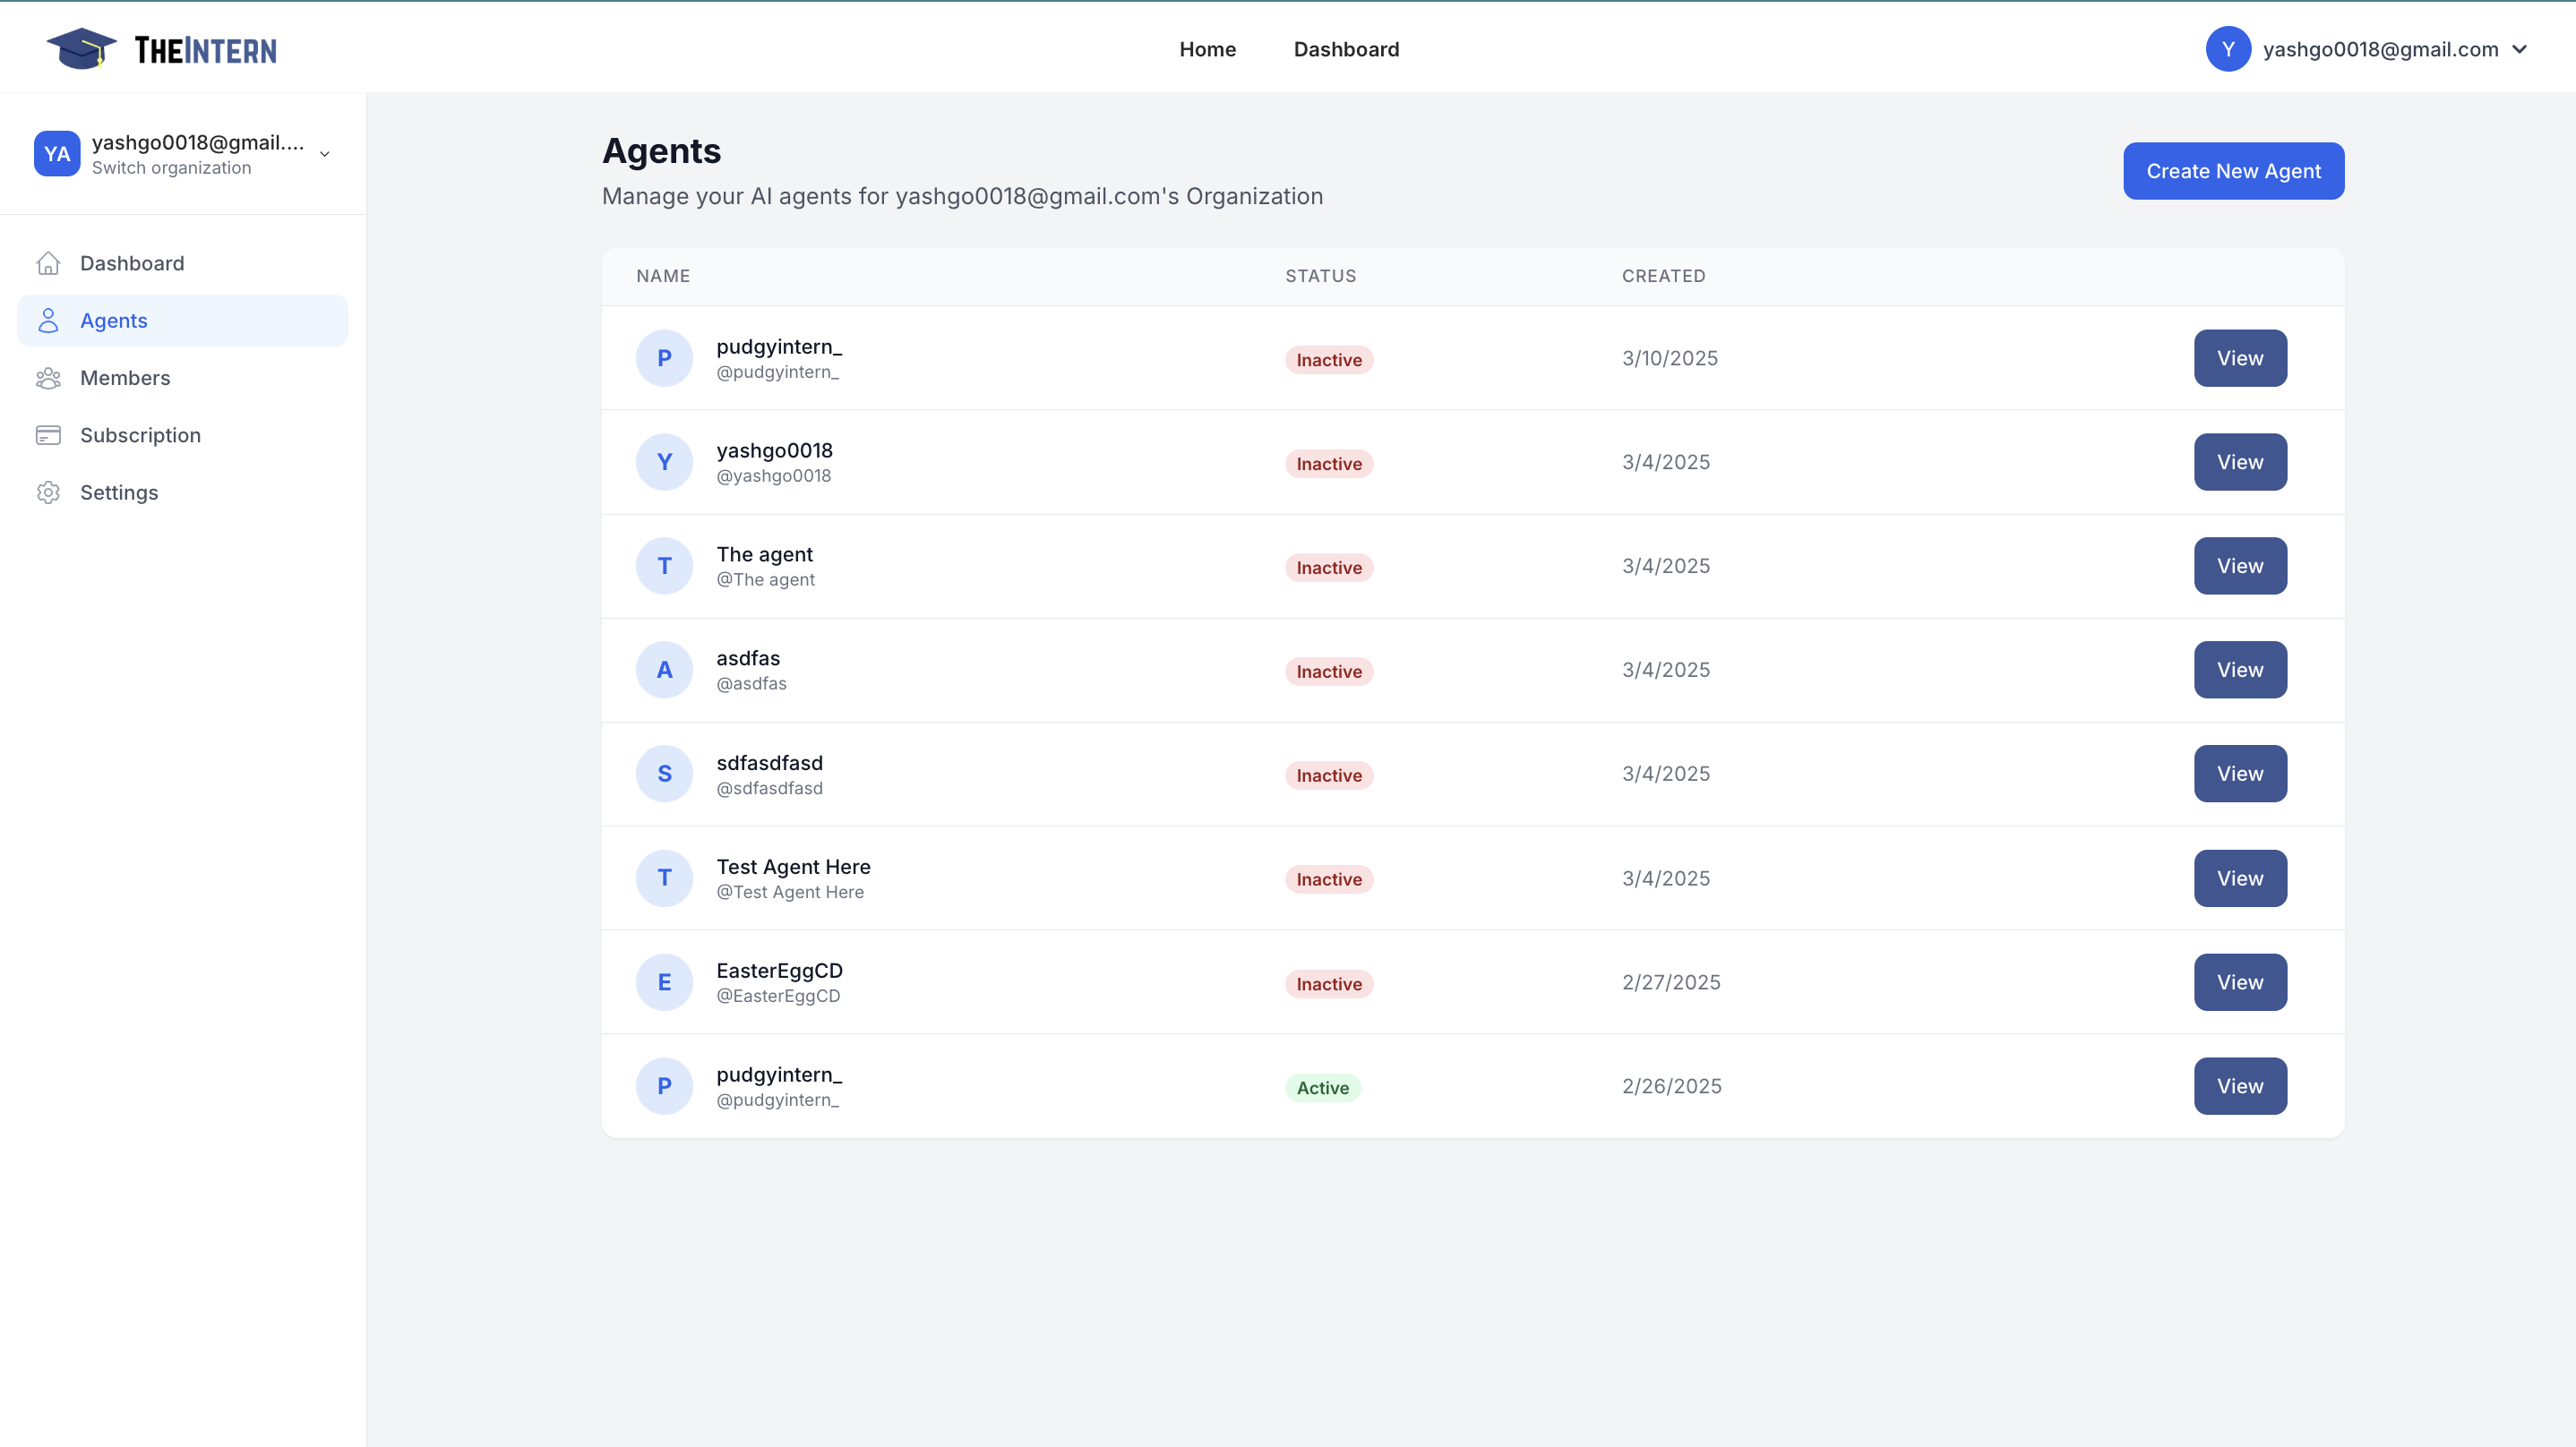 THEINTERN
Home
Dashboard
Y
yashgo0018@gmail.com
YA
yashgo0018@gmail....
Switch organization
Dashboard
Agents
Members
Subscription
Settings
Agents
Manage your AI agents for yashgo0018@gmail.com's Organization
Create New Agent
NAME STATUS CREATED
P
pudgyintern_
@pudgyintern_
Inactive
3/10/2025
View
Y
yashgo0018
@yashgo0018
Inactive
3/4/2025
View
T
The agent
@The agent
Inactive
3/4/2025
View
A
asdfas
@asdfas
Inactive
3/4/2025
View
S
sdfasdfasd
@sdfasdfasd
Inactive
3/4/2025
View
T
Test Agent Here
@Test Agent Here
Inactive
3/4/2025
View
E
EasterEggCD
@EasterEggCD
Inactive
2/27/2025
View
P
pudgyintern_
@pudgyintern_
Active
2/26/2025
View